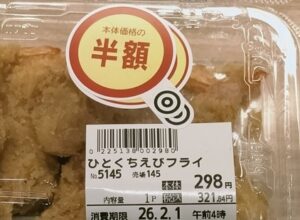 本体価格の
半額
0225138002980
ひとくちえびフライ
No5145 売場145
本体 298円
内容量 1P 税込 321.84円
消費期限 26.2.1 午前4時